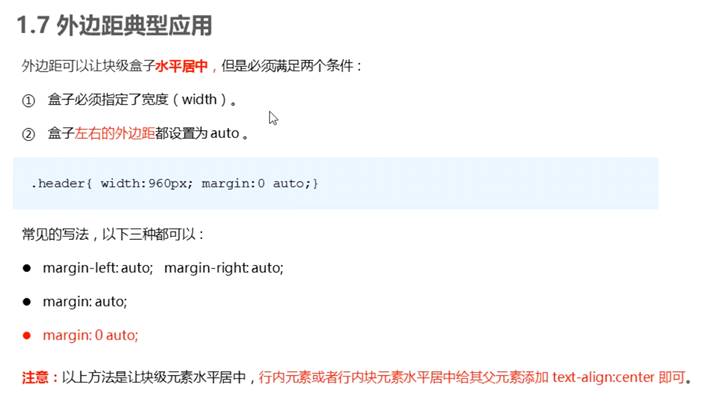 1.7 外边距典型应用
外边距可以让块级盒子水平居中，但是必须满足两个条件：
① 盒子必须指定了宽度（width）。
② 盒子左右的外边距都设置为 auto 。
.header{ width:960px; margin:0 auto;}
常见的写法，以下三种都可以：
● margin-left: auto; margin-right: auto;
● margin: auto;
● margin: 0 auto;
注意：以上方法是让块级元素水平居中，行内元素或者行内块元素水平居中给其父元素添加 text-align:center 即可。